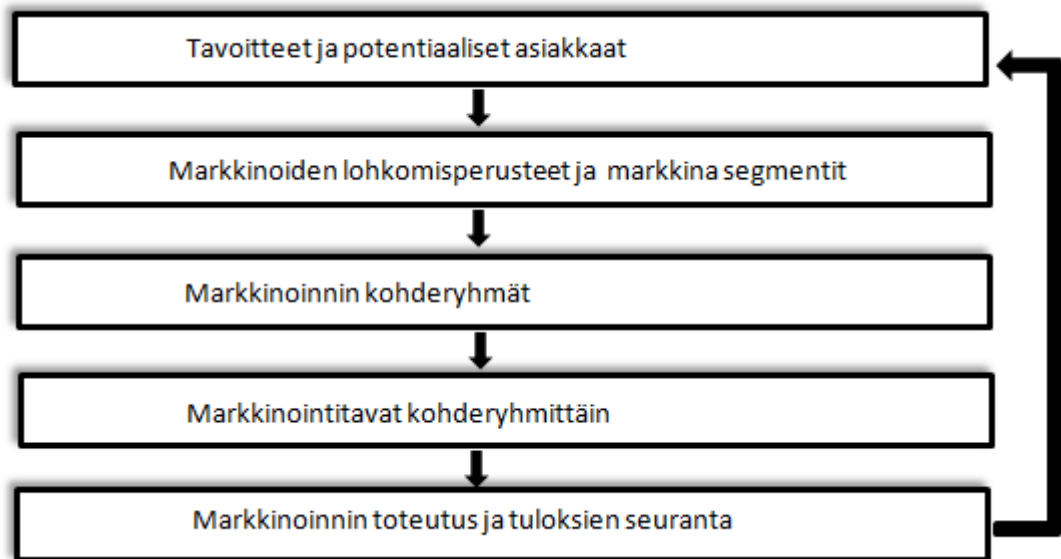 Tavoitteet ja potentiaaliset asiakkaat
Markkinoiden lohkomisperusteet ja markkina segmentit
Markkinoinnin kohderyhmät
Markkinointitavat kohderyhmittäin
Markkinoinnin toteutus ja tuloksien seuranta